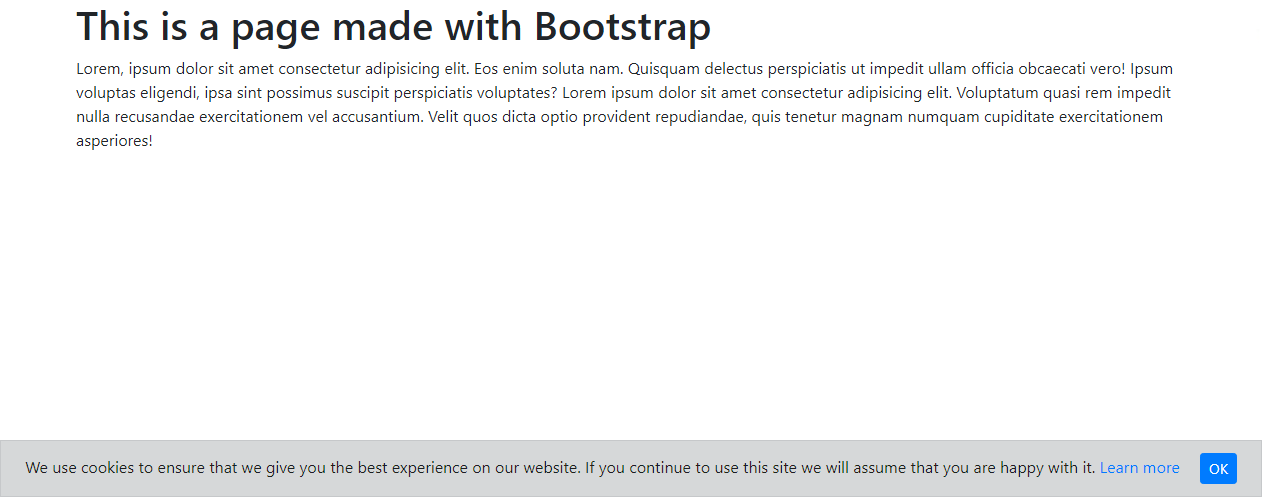 This is a page made with Bootstrap
Lorem, ipsum dolor sit amet consectetur adipisicing elit. Eos enim soluta nam. Quisquam delectus perspiciatis ut impedit ullam officia obcaecati vero! Ipsum
voluptas eligendi, ipsa sint possimus suscipit perspiciatis voluptates? Lorem ipsum dolor sit amet consectetur adipisicing elit. Voluptatum quasi rem impedit
nulla recusandae exercitationem vel accusantium. Velit quos dicta optio provident repudiandae, quis tenetur magnam numquam cupiditate exercitationem
asperiores!
We use cookies to ensure that we give you the best experience on our website. If you continue to use this site we will assume that you are happy with it. Learn more OK